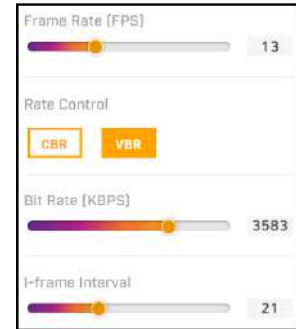 Frame Rate (FPS)
13
Rate Control
CBR VBR
Bit Rate (KBPS)
3583
I-frame Interval
21